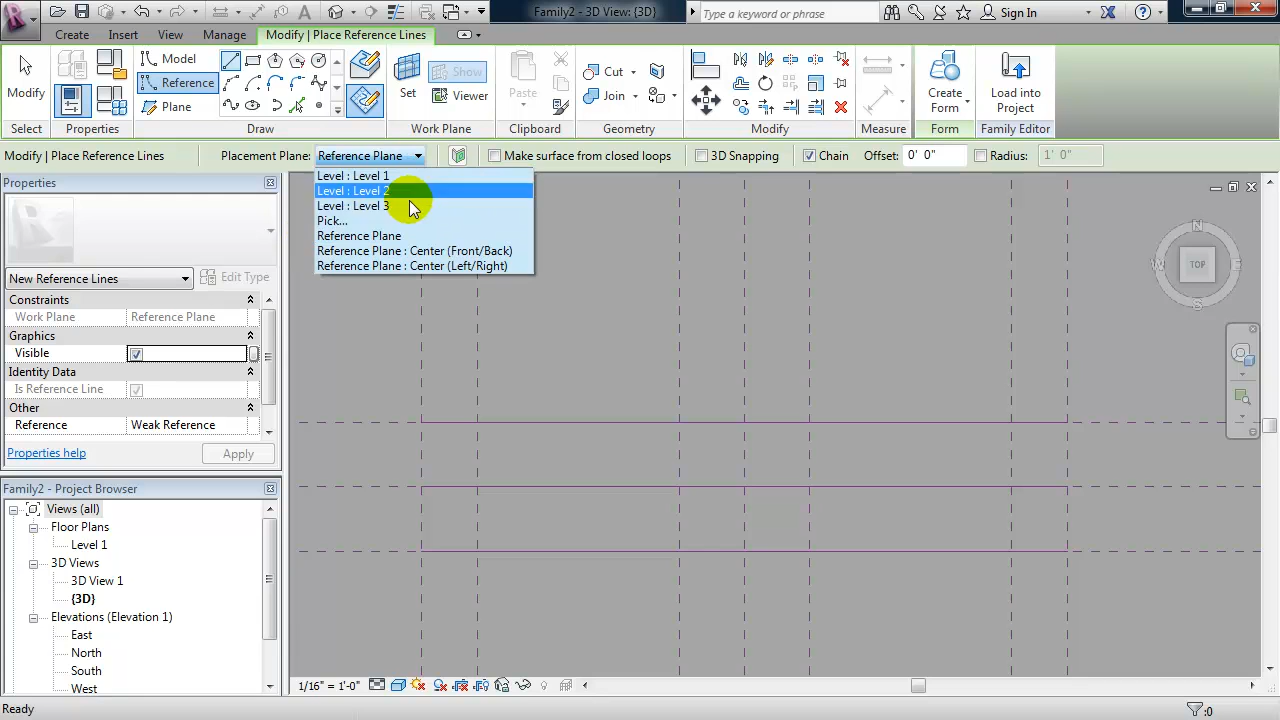 Family2 - 3D View: {3D}
Type a keyword or phrase
Sign In
Create
Insert
View
Manage
Modify | Place Reference Lines
Modify
Model
Reference
Plane
Set
Show
Viewer
Paste
Cut
Join
Create Form
Load into Project
Select
Properties
Draw
Work Plane
Clipboard
Geometry
Modify
Measure
Form
Family Editor
Modify | Place Reference Lines
Placement Plane:
Reference Plane
Make surface from closed loops
3D Snapping
Chain
Offset:
0' 0"
Radius:
1' 0"
Level : Level 1
Level : Level 2
Level : Level 3
Pick...
Reference Plane
Reference Plane : Center (Front/Back)
Reference Plane : Center (Left/Right)
Properties
New Reference Lines
Edit Type
Constraints
Work Plane
Reference Plane
Graphics
Visible
Identity Data
Is Reference Line
Other
Reference
Weak Reference
Properties help
Apply
Family2 - Project Browser
Views (all)
Floor Plans
Level 1
3D Views
3D View 1
{3D}
Elevations (Elevation 1)
East
North
South
West
N
W
TOP
E
S
1/16" = 1'-0"
Ready
:0